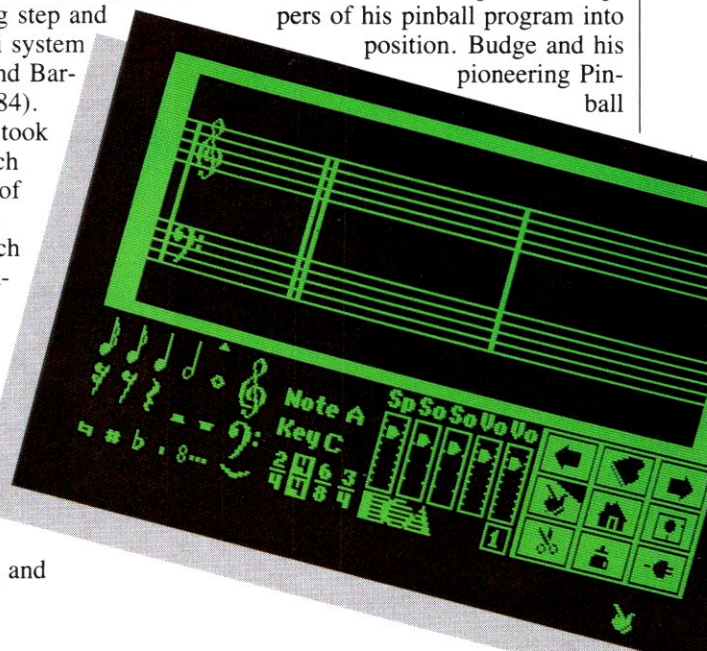 g step and
system
nd Bar-
84).
took
ch
of
ch
and
pers of his pinball program into
position. Budge and his
pioneering Pin-
ball
Note A
Key C
Sp So So Vo Vo
2 4 6 3
4 4 8 4
8...
1